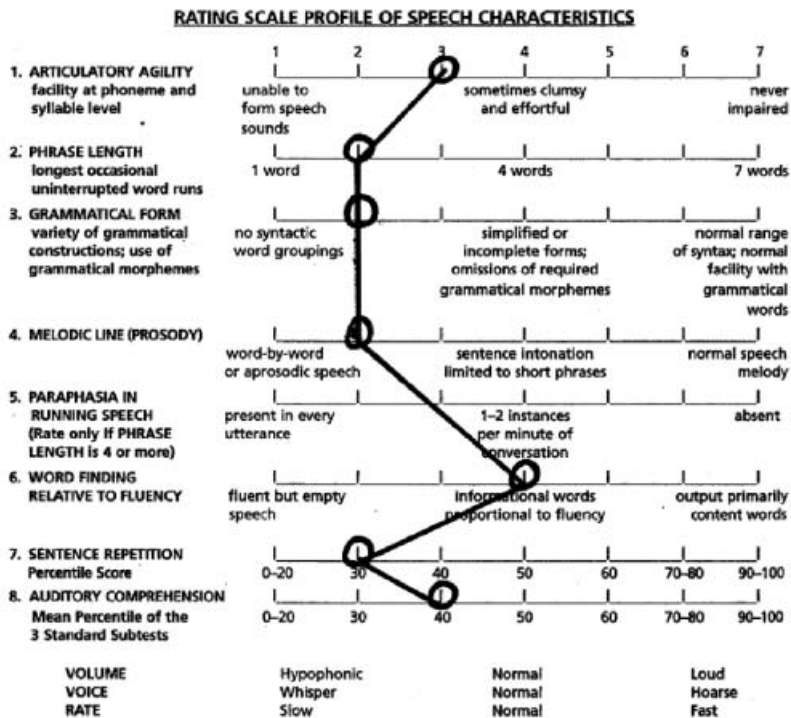 RATING SCALE PROFILE OF SPEECH CHARACTERISTICS
1 2 3 4 5 6 7
1. ARTICULATORY AGILITY
facility at phoneme and
syllable level
unable to
form speech
sounds
sometimes clumsy
and effortful
never
impaired
2. PHRASE LENGTH
longest occasional
uninterrupted word runs
1 word 4 words 7 words
3. GRAMMATICAL FORM
variety of grammatical
constructions; use of
grammatical morphemes
no syntactic
word groupings
simplified or
incomplete forms;
omissions of required
grammatical morphemes
normal range
of syntax; normal
facility with
grammatical
words
4. MELODIC LINE (PROSODY)
word-by-word
or aprosodic speech
sentence intonation
limited to short phrases
normal speech
melody
5. PARAPHASIA IN
RUNNING SPEECH
(Rate only if PHRASE
LENGTH is 4 or more)
present in every
utterance
1–2 instances
per minute of
conversation
absent
6. WORD FINDING
RELATIVE TO FLUENCY
fluent but empty
speech
informational words
proportional to fluency
output primarily
content words
7. SENTENCE REPETITION
Percentile Score
0–20 30 40 50 60 70–80 90–100
8. AUDITORY COMPREHENSION
Mean Percentile of the
3 Standard Subtests
0–20 30 40 50 60 70–80 90–100
VOLUME Hypophonic Normal Loud
VOICE Whisper Normal Hoarse
RATE Slow Normal Fast